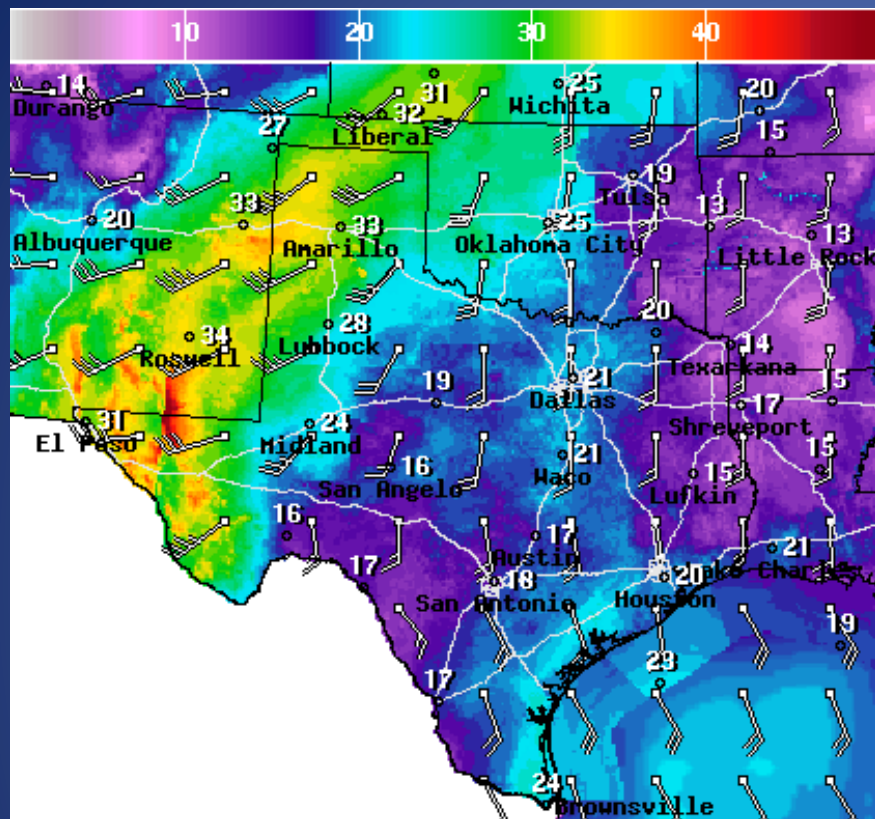 10 20 30 40
14 31 25 20
Durango 32 Wichita
27 Liberal 15
19
20 33 33 25 Tulsa 13 13
Albuquerque Amarillo Oklahoma City Little Rock
34 28 20
Roswell Lubbock 14
Texarkana
19 21 15
31 24 Dallas 17
El Paso Midland Shreveport
16 21 15 15
San Angelo Waco Lufkin
16 17 21
17 Austin Lake Charles
18 20
San Antonio Houston
19
23
17
24
Brownsville